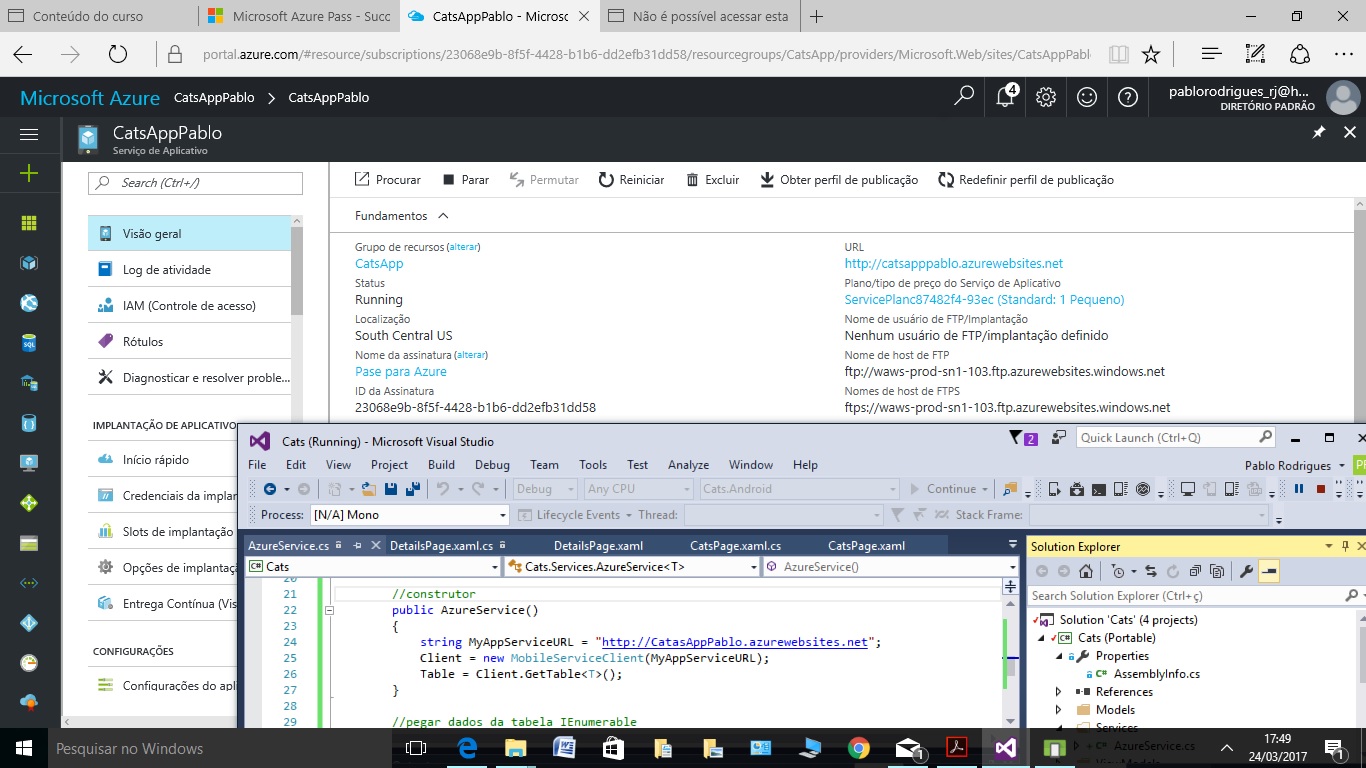 Conteúdo do curso
Microsoft Azure Pass - Succ
CatsAppPablo - Microsc
Não é possível acessar esta
portal.azure.com/#resource/subscriptions/23068e9b-8f5f-4428-b1b6-dd2efb31dd58/resourcegroups/CatsApp/providers/Microsoft.Web/sites/CatsAppPabl
Microsoft Azure CatsAppPablo > CatsAppPablo
4
pablorodrigues_rj@h...
DIRETÓRIO PADRÃO
CatsAppPablo
Serviço de Aplicativo
Search (Ctrl+/)
Procurar Parar Permutar Reiniciar Excluir Obter perfil de publicação Redefinir perfil de publicação
Visão geral
Log de atividade
IAM (Controle de acesso)
Rótulos
Diagnosticar e resolver proble...
IMPLANTAÇÃO DE APLICATIVO
Início rápido
Credenciais da implan
Slots de implantação
Opções de implantaç
Entrega Contínua (Vis
CONFIGURAÇÕES
Configurações do apli
Fundamentos
Grupo de recursos (alterar)
CatsApp
Status
Running
Localização
South Central US
Nome da assinatura (alterar)
Pase para Azure
ID da Assinatura
23068e9b-8f5f-4428-b1b6-dd2efb31dd58
URL
http://catsapppablo.azurewebsites.net
Plano/tipo de preço do Serviço de Aplicativo
ServicePlanc87482f4-93ec (Standard: 1 Pequeno)
Nome de usuário de FTP/Implantação
Nenhum usuário de FTP/implantação definido
Nome de host de FTP
ftp://waws-prod-sn1-103.ftp.azurewebsites.windows.net
Nomes de host de FTPS
ftps://waws-prod-sn1-103.ftp.azurewebsites.windows.net
Cats (Running) - Microsoft Visual Studio
2
Quick Launch (Ctrl+Q)
File Edit View Project Build Debug Team Tools Test Analyze Window Help
Pablo Rodrigues
Debug Any CPU Cats.Android Continue
Process: [N/A] Mono Lifecycle Events Thread: Stack Frame:
AzureService.cs DetailsPage.xaml.cs DetailsPage.xaml CatsPage.xaml.cs CatsPage.xaml
Cats Cats.Services.AzureService<T> AzureService()
20
21 //construtor
22 public AzureService()
23 {
24 string MyAppServiceURL = "http://CatasAppPablo.azurewebsites.net";
25 Client = new MobileServiceClient(MyAppServiceURL);
26 Table = Client.GetTable<T>();
27 }
28
29 //pegar dados da tabela IEnumerable
Solution Explorer
Search Solution Explorer (Ctrl+ç)
Solution 'Cats' (4 projects)
Cats (Portable)
Properties
AssemblyInfo.cs
References
Models
Services
AzureService.cs
ViewModels
Pesquisar no Windows
1
17:49
24/03/2017
1